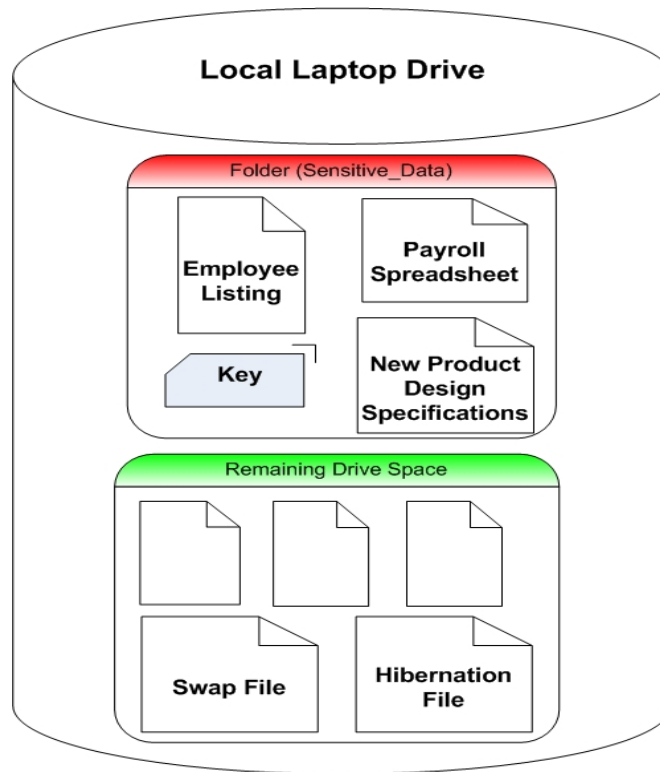 Local Laptop Drive
Folder (Sensitive_Data)
Employee
Listing
Payroll
Spreadsheet
Key
New Product
Design
Specifications
Remaining Drive Space
Swap File
Hibernation
File